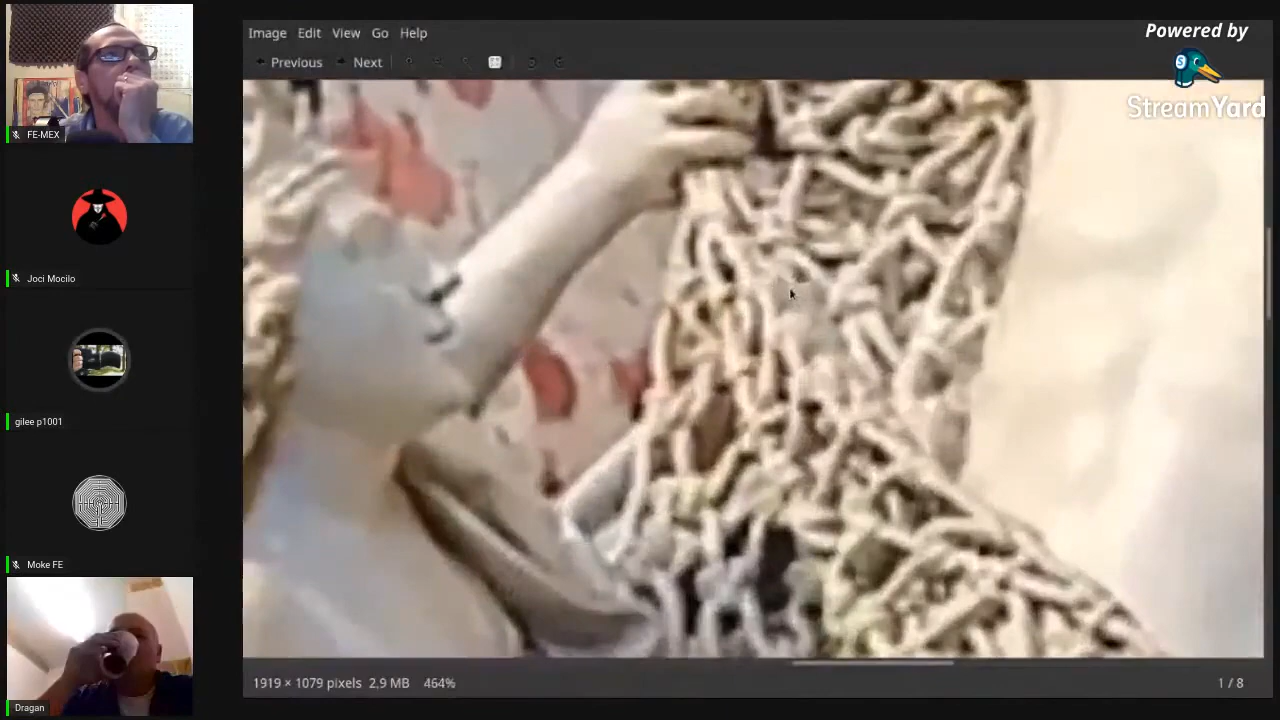 Image Edit View Go Help
Previous Next
Powered by
StreamYard
FE-MEX
Joci Mocilo
gilee p1001
Moke FE
Dragan
1919 × 1079 pixels 2,9 MB 464%
1 / 8